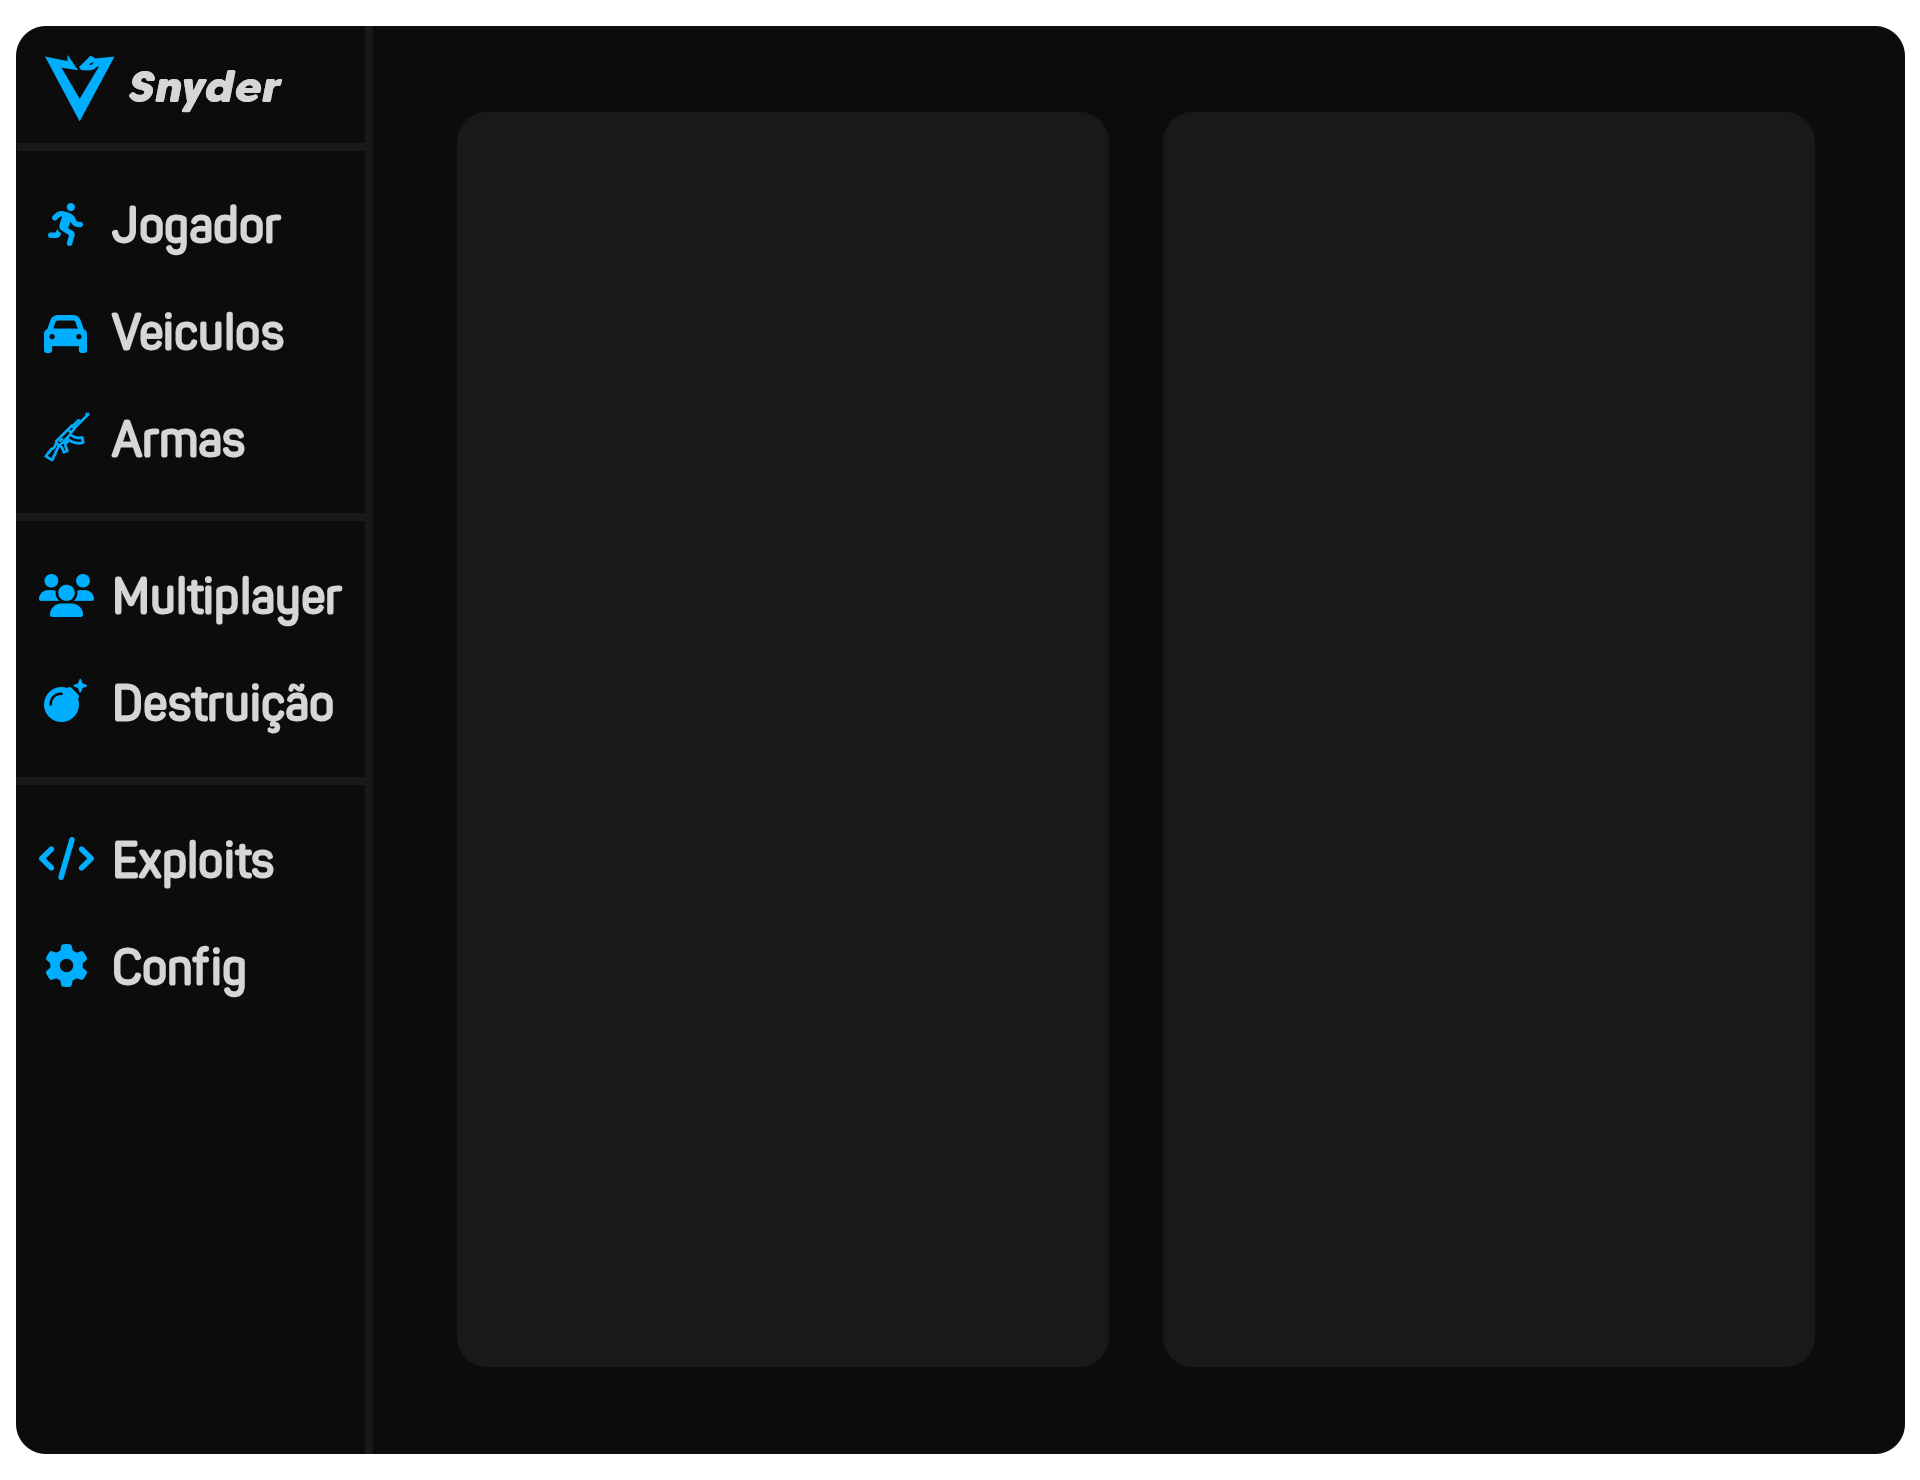 Snyder
Jogador
Veiculos
Armas
Multiplayer
Destruição
Exploits
Config